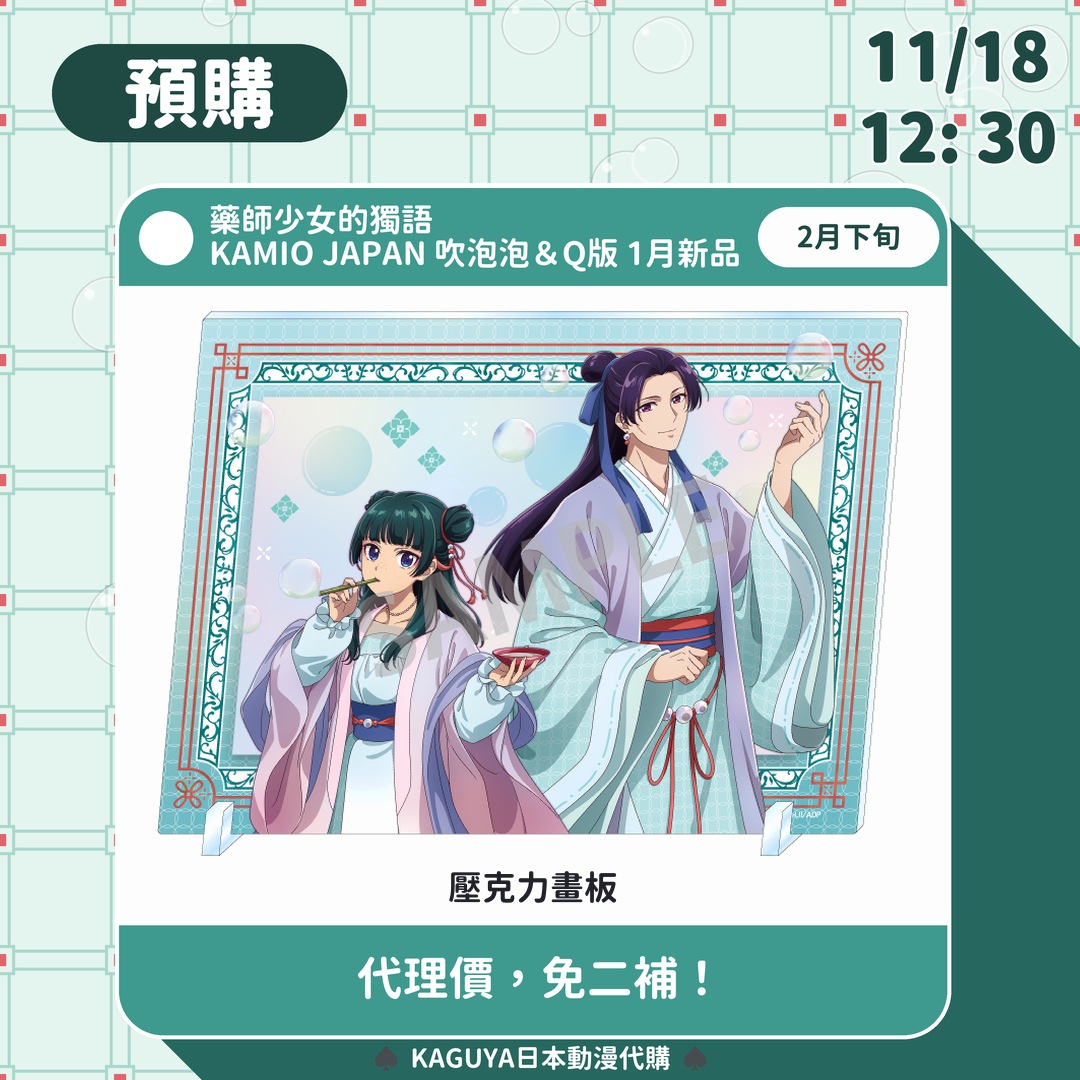 預購
11/18
12:30
藥師少女的獨語
KAMIO JAPAN 吹泡泡＆Q版 1月新品
2月下旬
SAMPLE
壓克力畫板
代理價，免二補！
♠ KAGUYA日本動漫代購 ♠